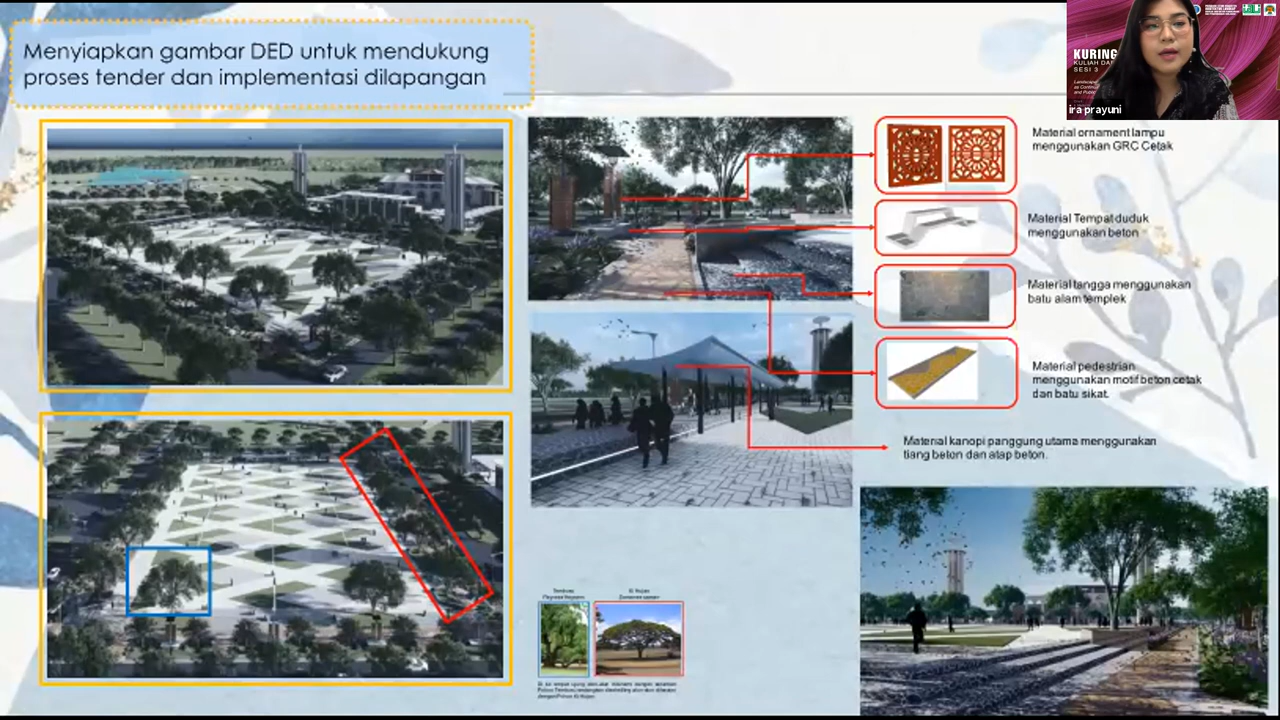 Menyiapkan gambar DED untuk mendukung
proses tender dan implementasi dilapangan
KURING
SESI 3
ira prayuni
Material ornament lampu
menggunakan GRC Cetak
Material Tempat duduk
menggunakan beton
Material tangga menggunakan
batu alam templek
Material pedestrian
menggunakan motif beton cetak
dan batu sikat.
Material kanopi panggung utama menggunakan
tiang beton dan atap beton.
Ki Hujan